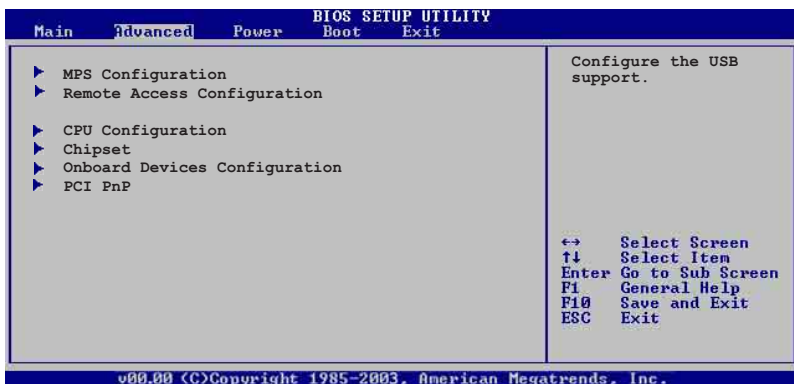 BIOS SETUP UTILITY
Main Advanced Power Boot Exit
MPS Configuration
Remote Access Configuration
CPU Configuration
Chipset
Onboard Devices Configuration
PCI PnP
Configure the USB
support.
↔ Select Screen
↑↓ Select Item
Enter Go to Sub Screen
F1 General Help
F10 Save and Exit
ESC Exit
v00.00 (C)Copyright 1985-2003, American Megatrends, Inc.